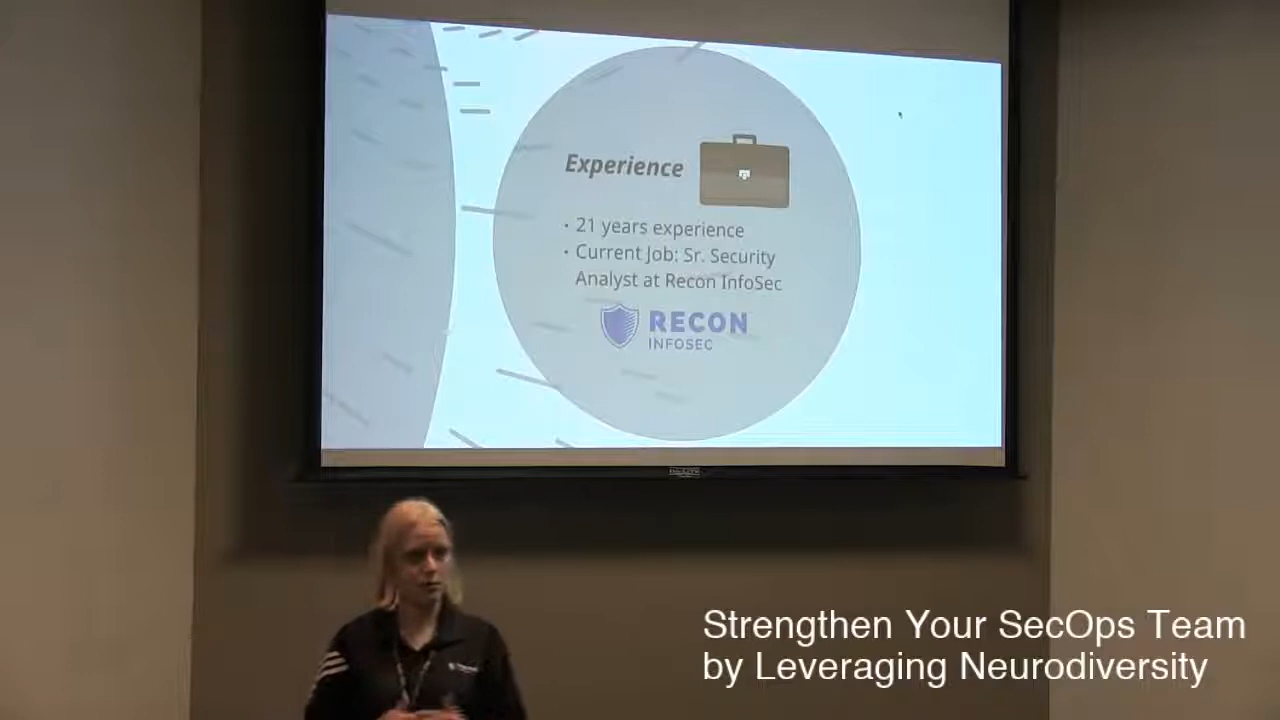 Experience
• 21 years experience
• Current Job: Sr. Security
Analyst at Recon InfoSec
RECON
INFOSEC
Strengthen Your SecOps Team
by Leveraging Neurodiversity